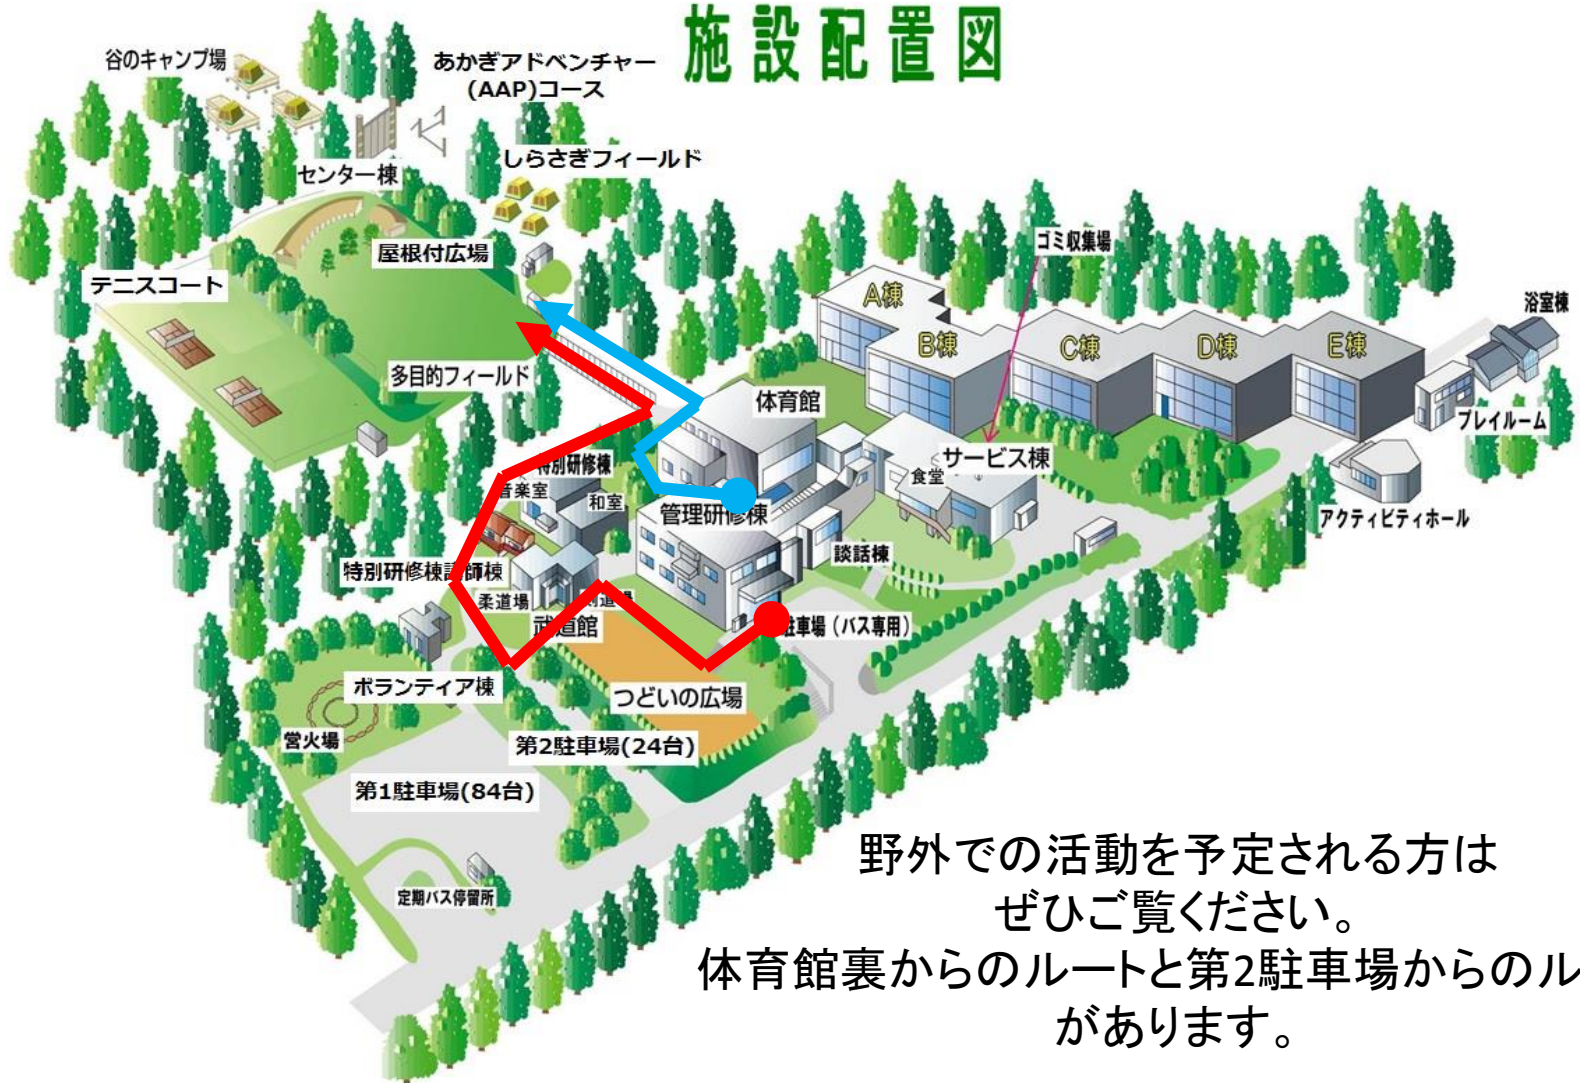 施設配置図
谷のキャンプ場
あかぎアドベンチャー
(AAP)コース
しらさぎフィールド
センター棟
屋根付広場
テニスコート
多目的フィールド
ゴミ収集場
A棟
B棟
C棟
D棟
E棟
浴室棟
プレイルーム
アクティビティホール
体育館
サービス棟
食堂
特別研修棟
音楽室
和室
管理研修棟
談話棟
特別研修棟講師棟
柔道場
剣道場
武道館
駐車場(バス専用)
ボランティア棟
つどいの広場
営火場
第2駐車場(24台)
第1駐車場(84台)
定期バス停留所
野外での活動を予定される方は
ぜひご覧ください。
体育館裏からのルートと第2駐車場からのル
があります。